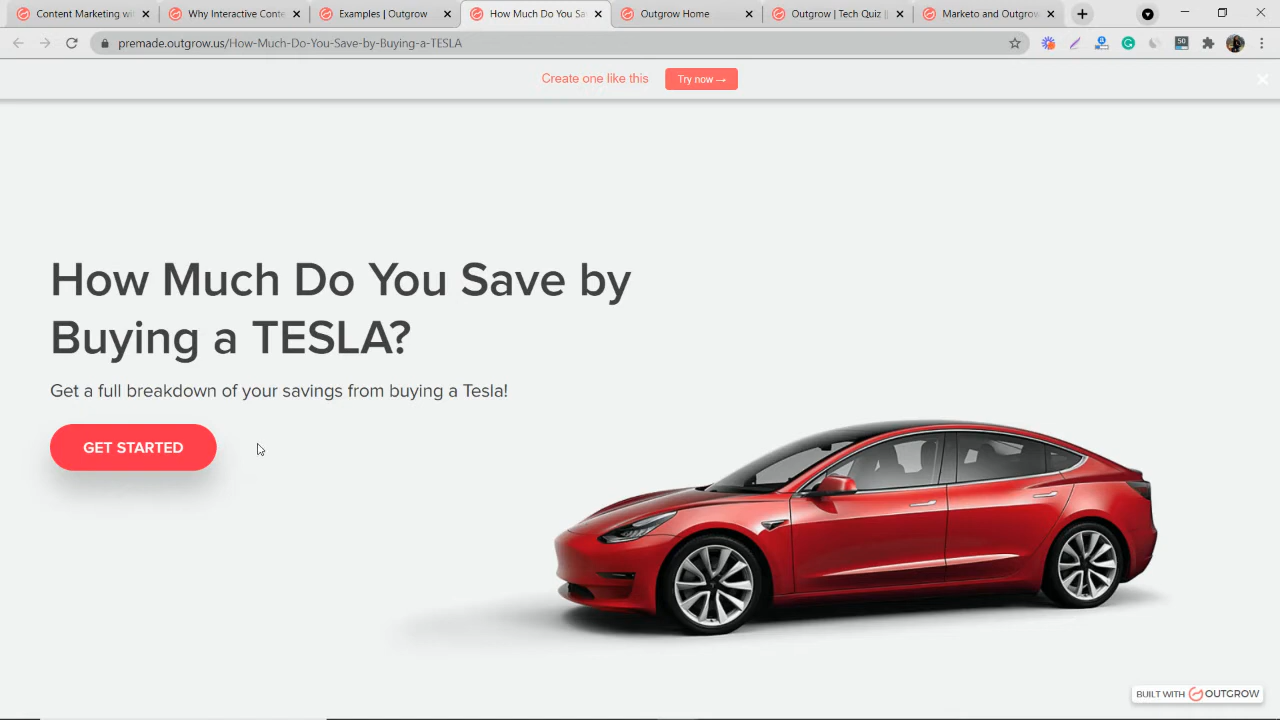 Content Marketing wit
Why Interactive Conte
Examples | Outgrow
How Much Do You Sa
Outgrow Home
Outgrow | Tech Quiz |
Marketo and Outgrow
premade.outgrow.us/How-Much-Do-You-Save-by-Buying-a-TESLA
Create one like this
Try now →
How Much Do You Save by
Buying a TESLA?
Get a full breakdown of your savings from buying a Tesla!
GET STARTED
BUILT WITH OUTGROW